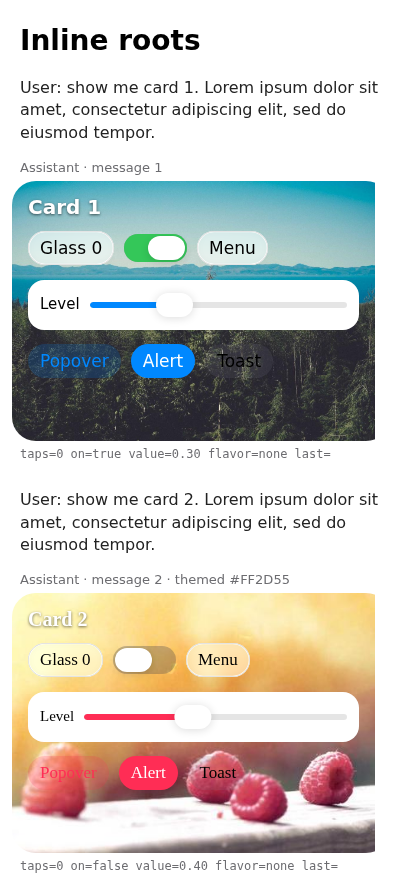 Inline roots
User: show me card 1. Lorem ipsum dolor sit
amet, consectetur adipiscing elit, sed do
eiusmod tempor.
Assistant · message 1
Card 1
Glass 0
Menu
Level
Popover
Alert
Toast
taps=0 on=true value=0.30 flavor=none last=
User: show me card 2. Lorem ipsum dolor sit
amet, consectetur adipiscing elit, sed do
eiusmod tempor.
Assistant · message 2 · themed #FF2D55
Card 2
Glass 0
Menu
Level
Popover
Alert
Toast
taps=0 on=false value=0.40 flavor=none last=